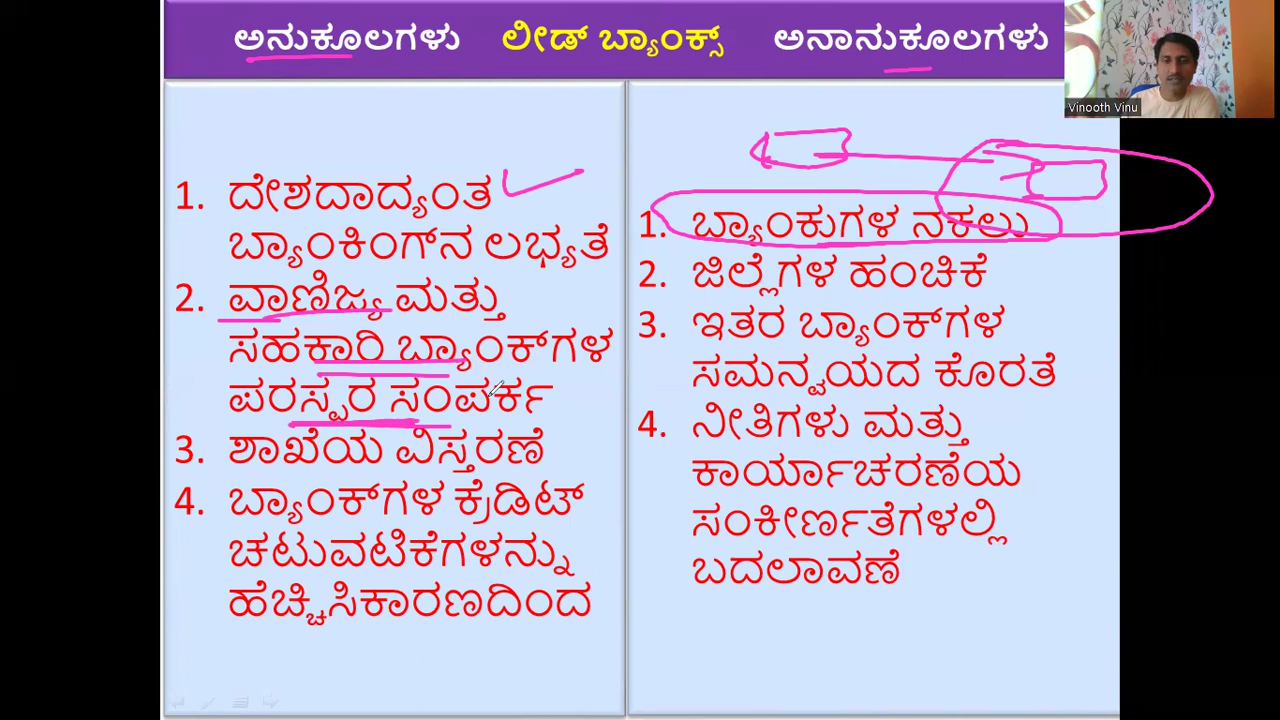 ಅನುಕೂಲಗಳು ಲೀಡ್ ಬ್ಯಾಂಕ್ಸ್ ಅನಾನುಕೂಲಗಳು
Vinooth Vinu
1. ದೇಶದಾದ್ಯಂತ
ಬ್ಯಾಂಕಿಂಗ್‌ನ ಲಭ್ಯತೆ
2. ವಾಣಿಜ್ಯ ಮತ್ತು
ಸಹಕಾರಿ ಬ್ಯಾಂಕ್‌ಗಳ
ಪರಸ್ಪರ ಸಂಪರ್ಕ
3. ಶಾಖೆಯ ವಿಸ್ತರಣೆ
4. ಬ್ಯಾಂಕ್‌ಗಳ ಕ್ರೆಡಿಟ್
ಚಟುವಟಿಕೆಗಳನ್ನು
ಹೆಚ್ಚಿಸಿಕಾರಣದಿಂದ
1. ಬ್ಯಾಂಕುಗಳ ನಕಲು
2. ಜಿಲ್ಲೆಗಳ ಹಂಚಿಕೆ
3. ಇತರ ಬ್ಯಾಂಕ್‌ಗಳ
ಸಮನ್ವಯದ ಕೊರತೆ
4. ನೀತಿಗಳು ಮತ್ತು
ಕಾರ್ಯಾಚರಣೆಯ
ಸಂಕೀರ್ಣತೆಗಳಲ್ಲಿ
ಬದಲಾವಣೆ